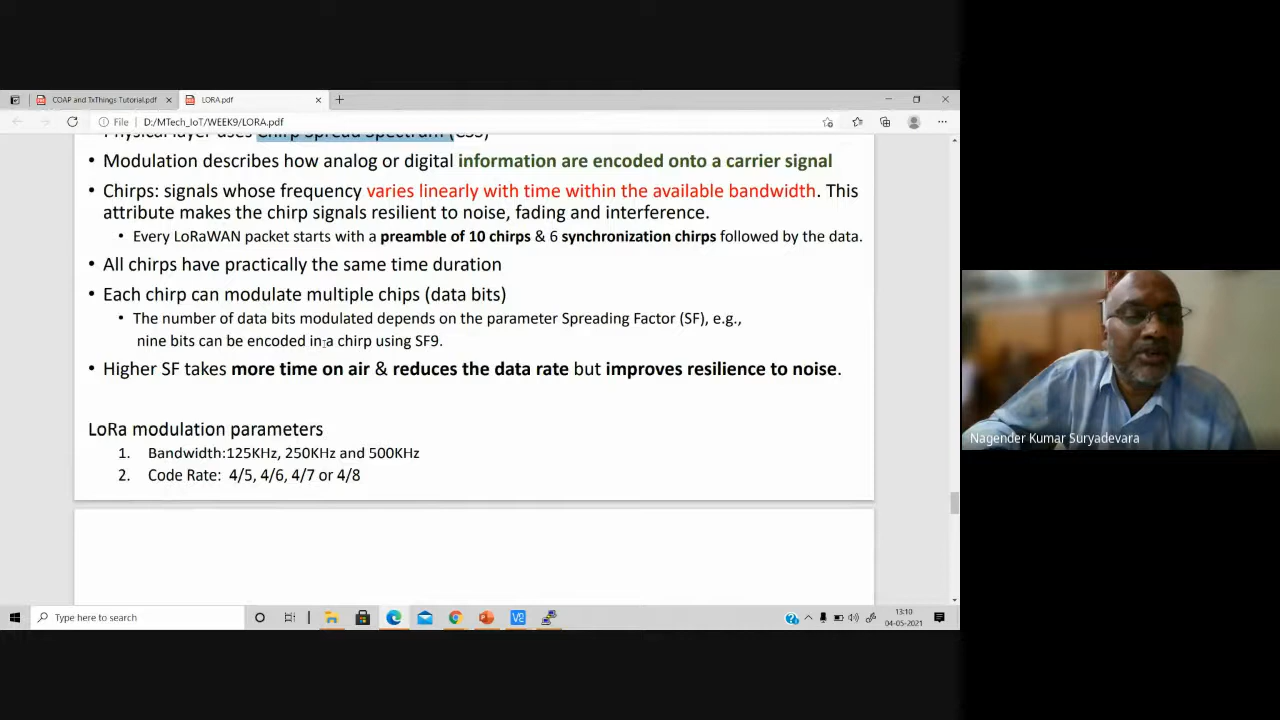 COAP and TxThings Tutorial.pdf
LORA.pdf
File
D:/MTech_IoT/WEEK9/LORA.pdf
Physical layer uses Chirp Spread Spectrum (CSS)
• Modulation describes how analog or digital information are encoded onto a carrier signal
• Chirps: signals whose frequency varies linearly with time within the available bandwidth. This
attribute makes the chirp signals resilient to noise, fading and interference.
• Every LoRaWAN packet starts with a preamble of 10 chirps & 6 synchronization chirps followed by the data.
• All chirps have practically the same time duration
• Each chirp can modulate multiple chips (data bits)
• The number of data bits modulated depends on the parameter Spreading Factor (SF), e.g.,
nine bits can be encoded in a chirp using SF9.
• Higher SF takes more time on air & reduces the data rate but improves resilience to noise.
LoRa modulation parameters
1. Bandwidth:125KHz, 250KHz and 500KHz
2. Code Rate: 4/5, 4/6, 4/7 or 4/8
Nagender Kumar Suryadevara
Type here to search
13:10
04-05-2021